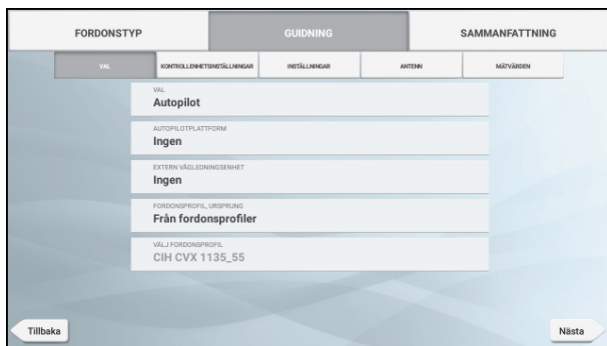 FORDONSTYP
GUIDNING
SAMMANFATTNING
VAL
KONTROLLENHETSINSTÄLLNINGAR
INSTÄLLNINGAR
ANTENN
MÄTVÄRDEN
VAL
Autopilot
AUTOPILOTPLATTFORM
Ingen
EXTERN VÄGLEDNINGSENHET
Ingen
FORDONSPROFIL, URSPRUNG
Från fordonsprofiler
VÄLJ FORDONSPROFIL
CIH CVX 1135_55
Tillbaka
Nästa